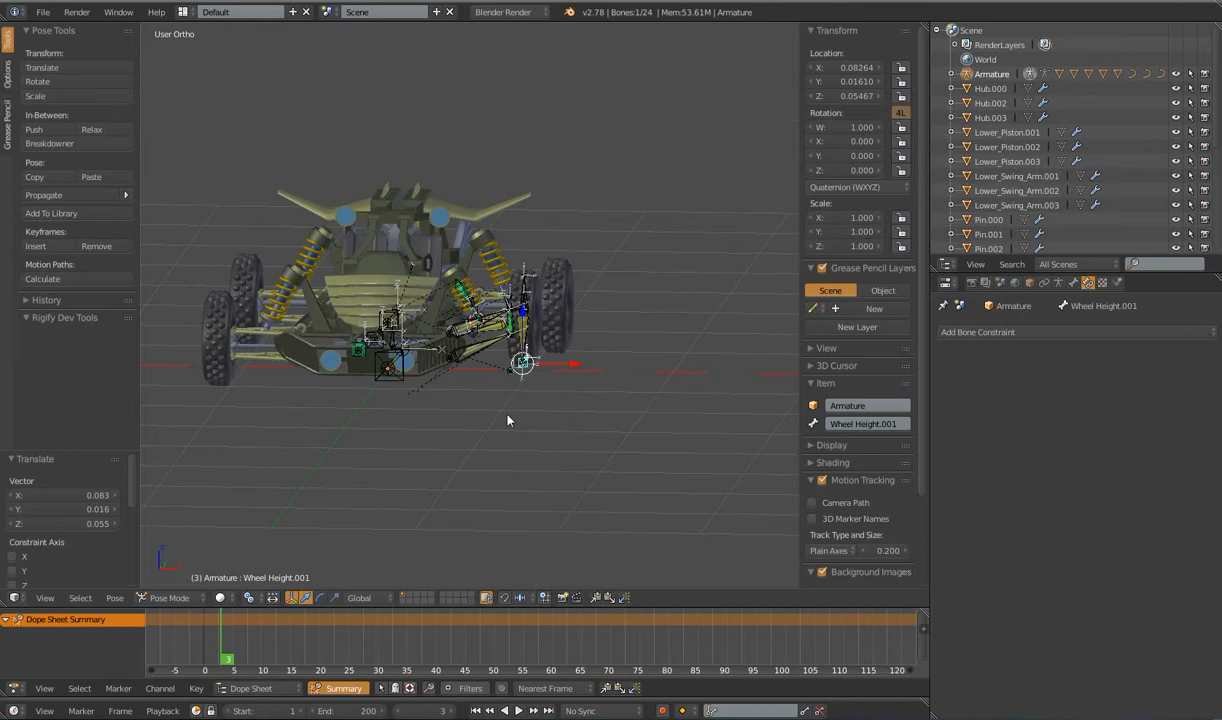 File Render Window Help Default Scene Blender Render v2.78 | Bones:1/24 | Mem:53.61M | Armature
Tools
Options
Grease Pencil
Pose Tools
Transform:
Translate
Rotate
Scale
In-Between:
Push Relax
Breakdowner
Pose:
Copy Paste
Propagate
Add To Library
Keyframes:
Insert Remove
Motion Paths:
Calculate
History
Rigify Dev Tools
Translate
Vector
X: 0.083
Y: 0.016
Z: 0.055
Constraint Axis
X
Y
Z
User Ortho
(3) Armature : Wheel Height.001
Transform
Location:
X: 0.08264
Y: 0.01610
Z: 0.05467
Rotation: 4L
W: 1.000
X: 0.000
Y: 0.000
Z: 0.000
Quaternion (WXYZ)
Scale:
X: 1.000
Y: 1.000
Z: 1.000
Grease Pencil Layers
Scene Object
New
New Layer
View
3D Cursor
Item
Armature
Wheel Height.001
Display
Shading
Motion Tracking
Camera Path
3D Marker Names
Track Type and Size:
Plain Axes 0.200
Background Images
Scene
RenderLayers
World
Armature
Hub.000
Hub.002
Hub.003
Lower_Piston.001
Lower_Piston.002
Lower_Piston.003
Lower_Swing_Arm.001
Lower_Swing_Arm.002
Lower_Swing_Arm.003
Pin.000
Pin.001
Pin.002
View Search All Scenes
Armature Wheel Height.001
Add Bone Constraint
View Select Pose Pose Mode Global
Dope Sheet Summary
3
-5 0 5 10 15 20 25 30 35 40 45 50 55 60 65 70 75 80 85 90 95 100 105 110 115 120
View Select Marker Channel Key Dope Sheet Summary Filters Nearest Frame
View Marker Frame Playback Start: 1 End: 200 3 No Sync